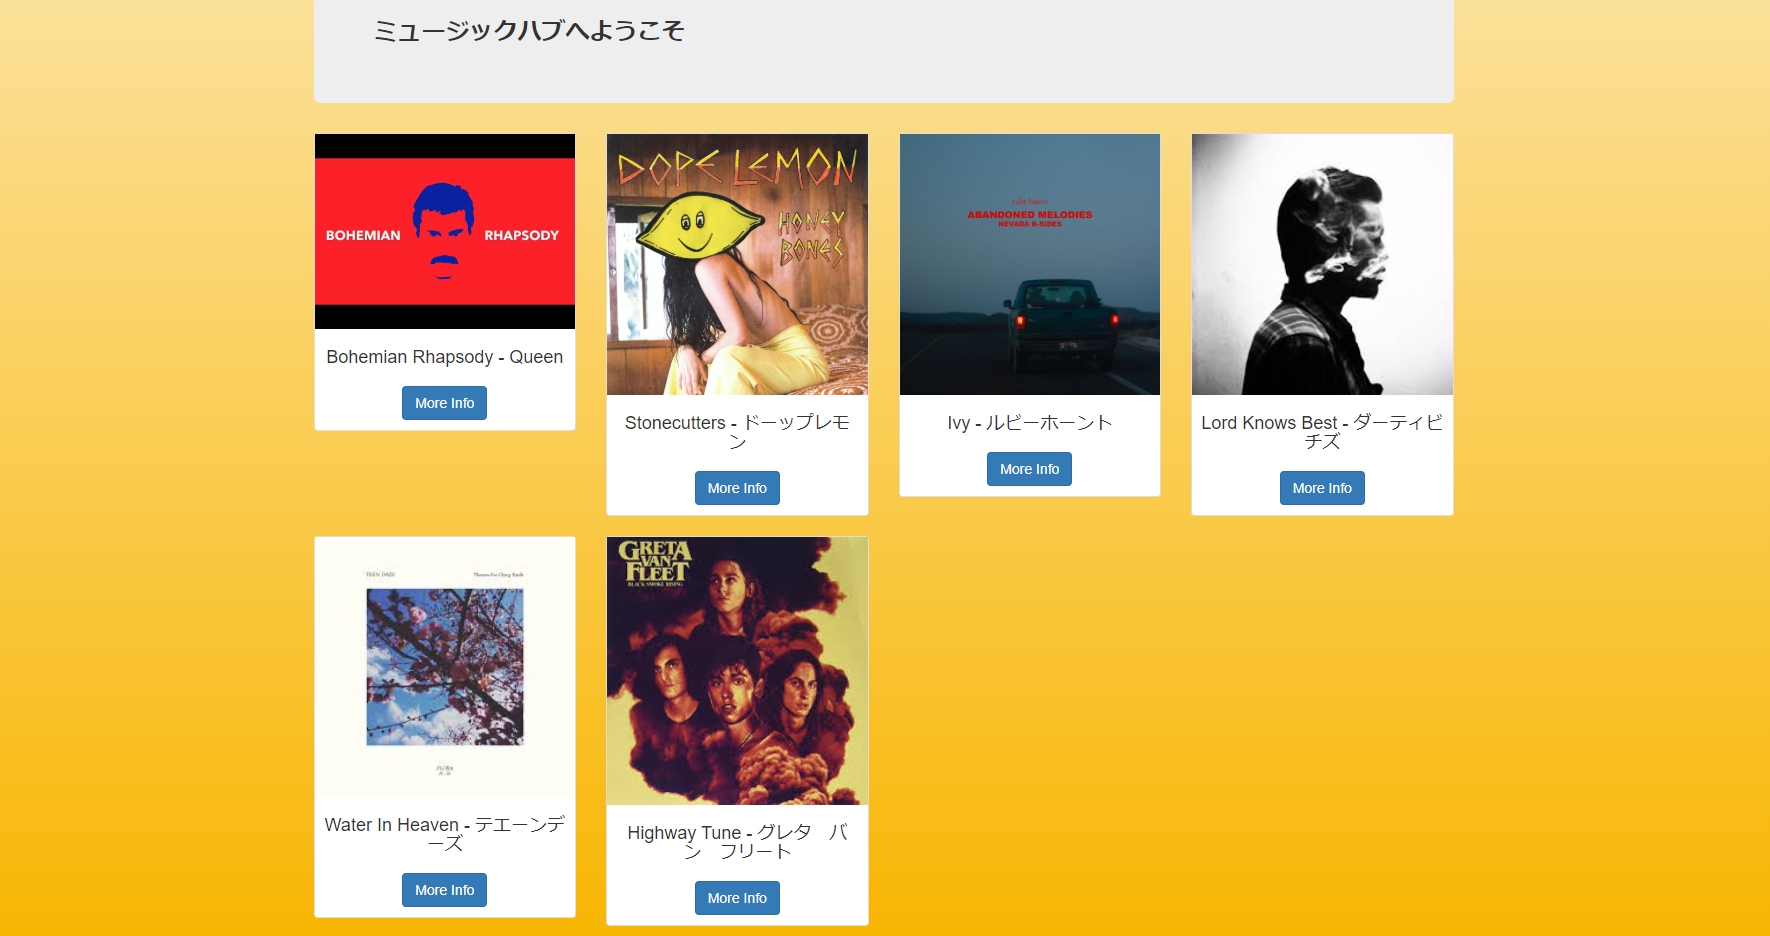 ミュージックハブへようこそ
BOHEMIAN RHAPSODY
Bohemian Rhapsody - Queen
More Info
DOPE LEMON
HONEY
BONES
Stonecutters - ドーップレモ
ン
More Info
ABANDONED MELODIES
NEVADA B-SIDES
Ivy - ルビーホーント
More Info
Lord Knows Best - ダーティビ
チズ
More Info
TEEN DAZE
Themes For Dying Earth
Water In Heaven - テエーンデ
ーズ
More Info
GRETA
VAN
FLEET
BLACK SMOKE RISING
Highway Tune - グレタ　バ
ン　フリート
More Info